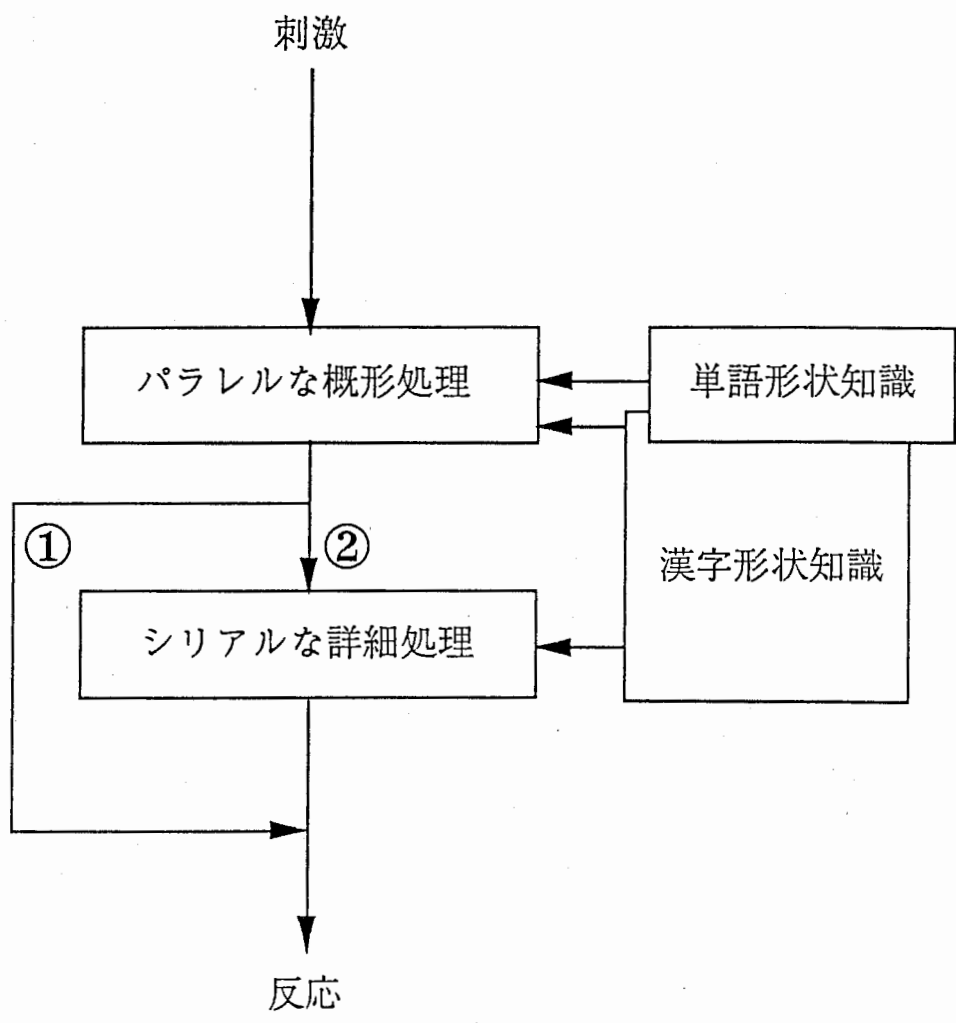 刺激
パラレルな概形処理
単語形状知識
①
②
漢字形状知識
シリアルな詳細処理
反応